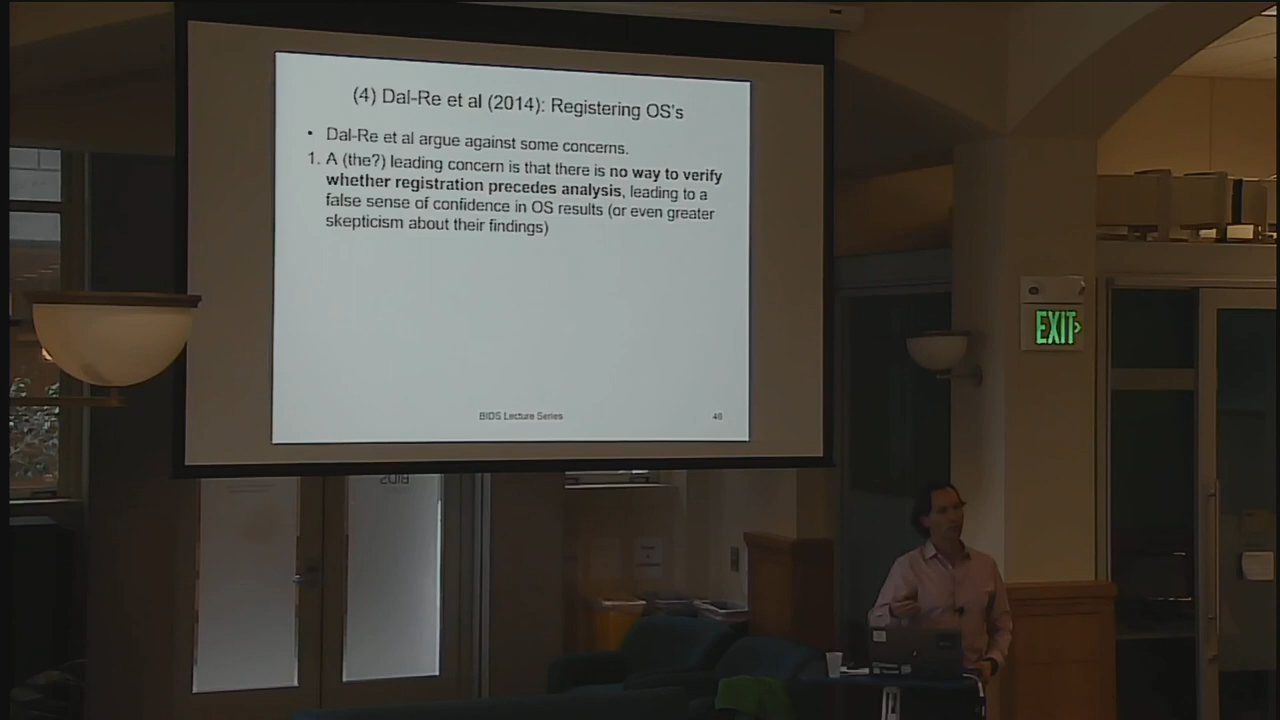 (4) Dal-Re et al (2014): Registering OS's
• Dal-Re et al argue against some concerns.
1. A (the?) leading concern is that there is no way to verify
whether registration precedes analysis, leading to a
false sense of confidence in OS results (or even greater
skepticism about their findings)
BIDS Lecture Series
46
EXIT